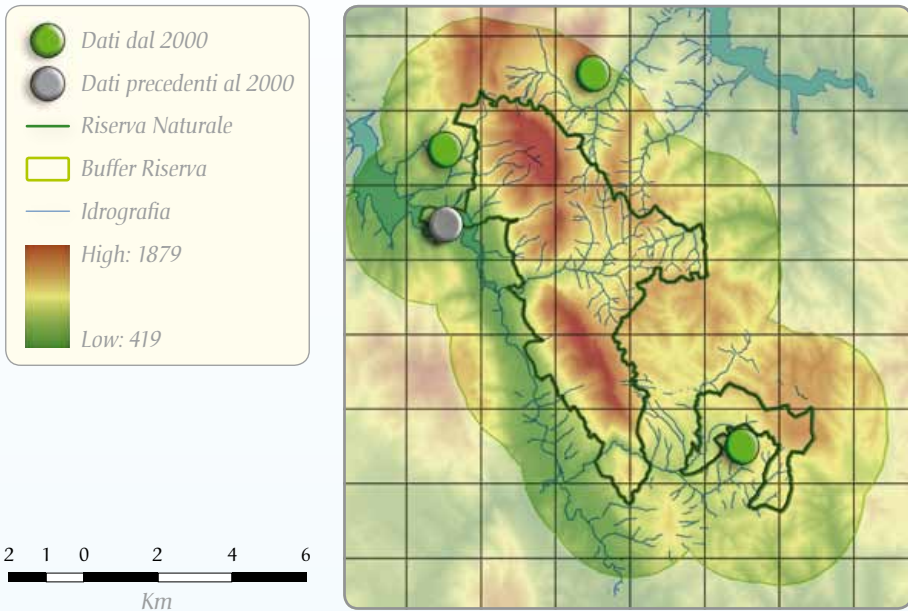 Dati dal 2000
Dati precedenti al 2000
Riserva Naturale
Buffer Riserva
Idrografia
High: 1879
Low: 419
2 1 0 2 4 6
Km